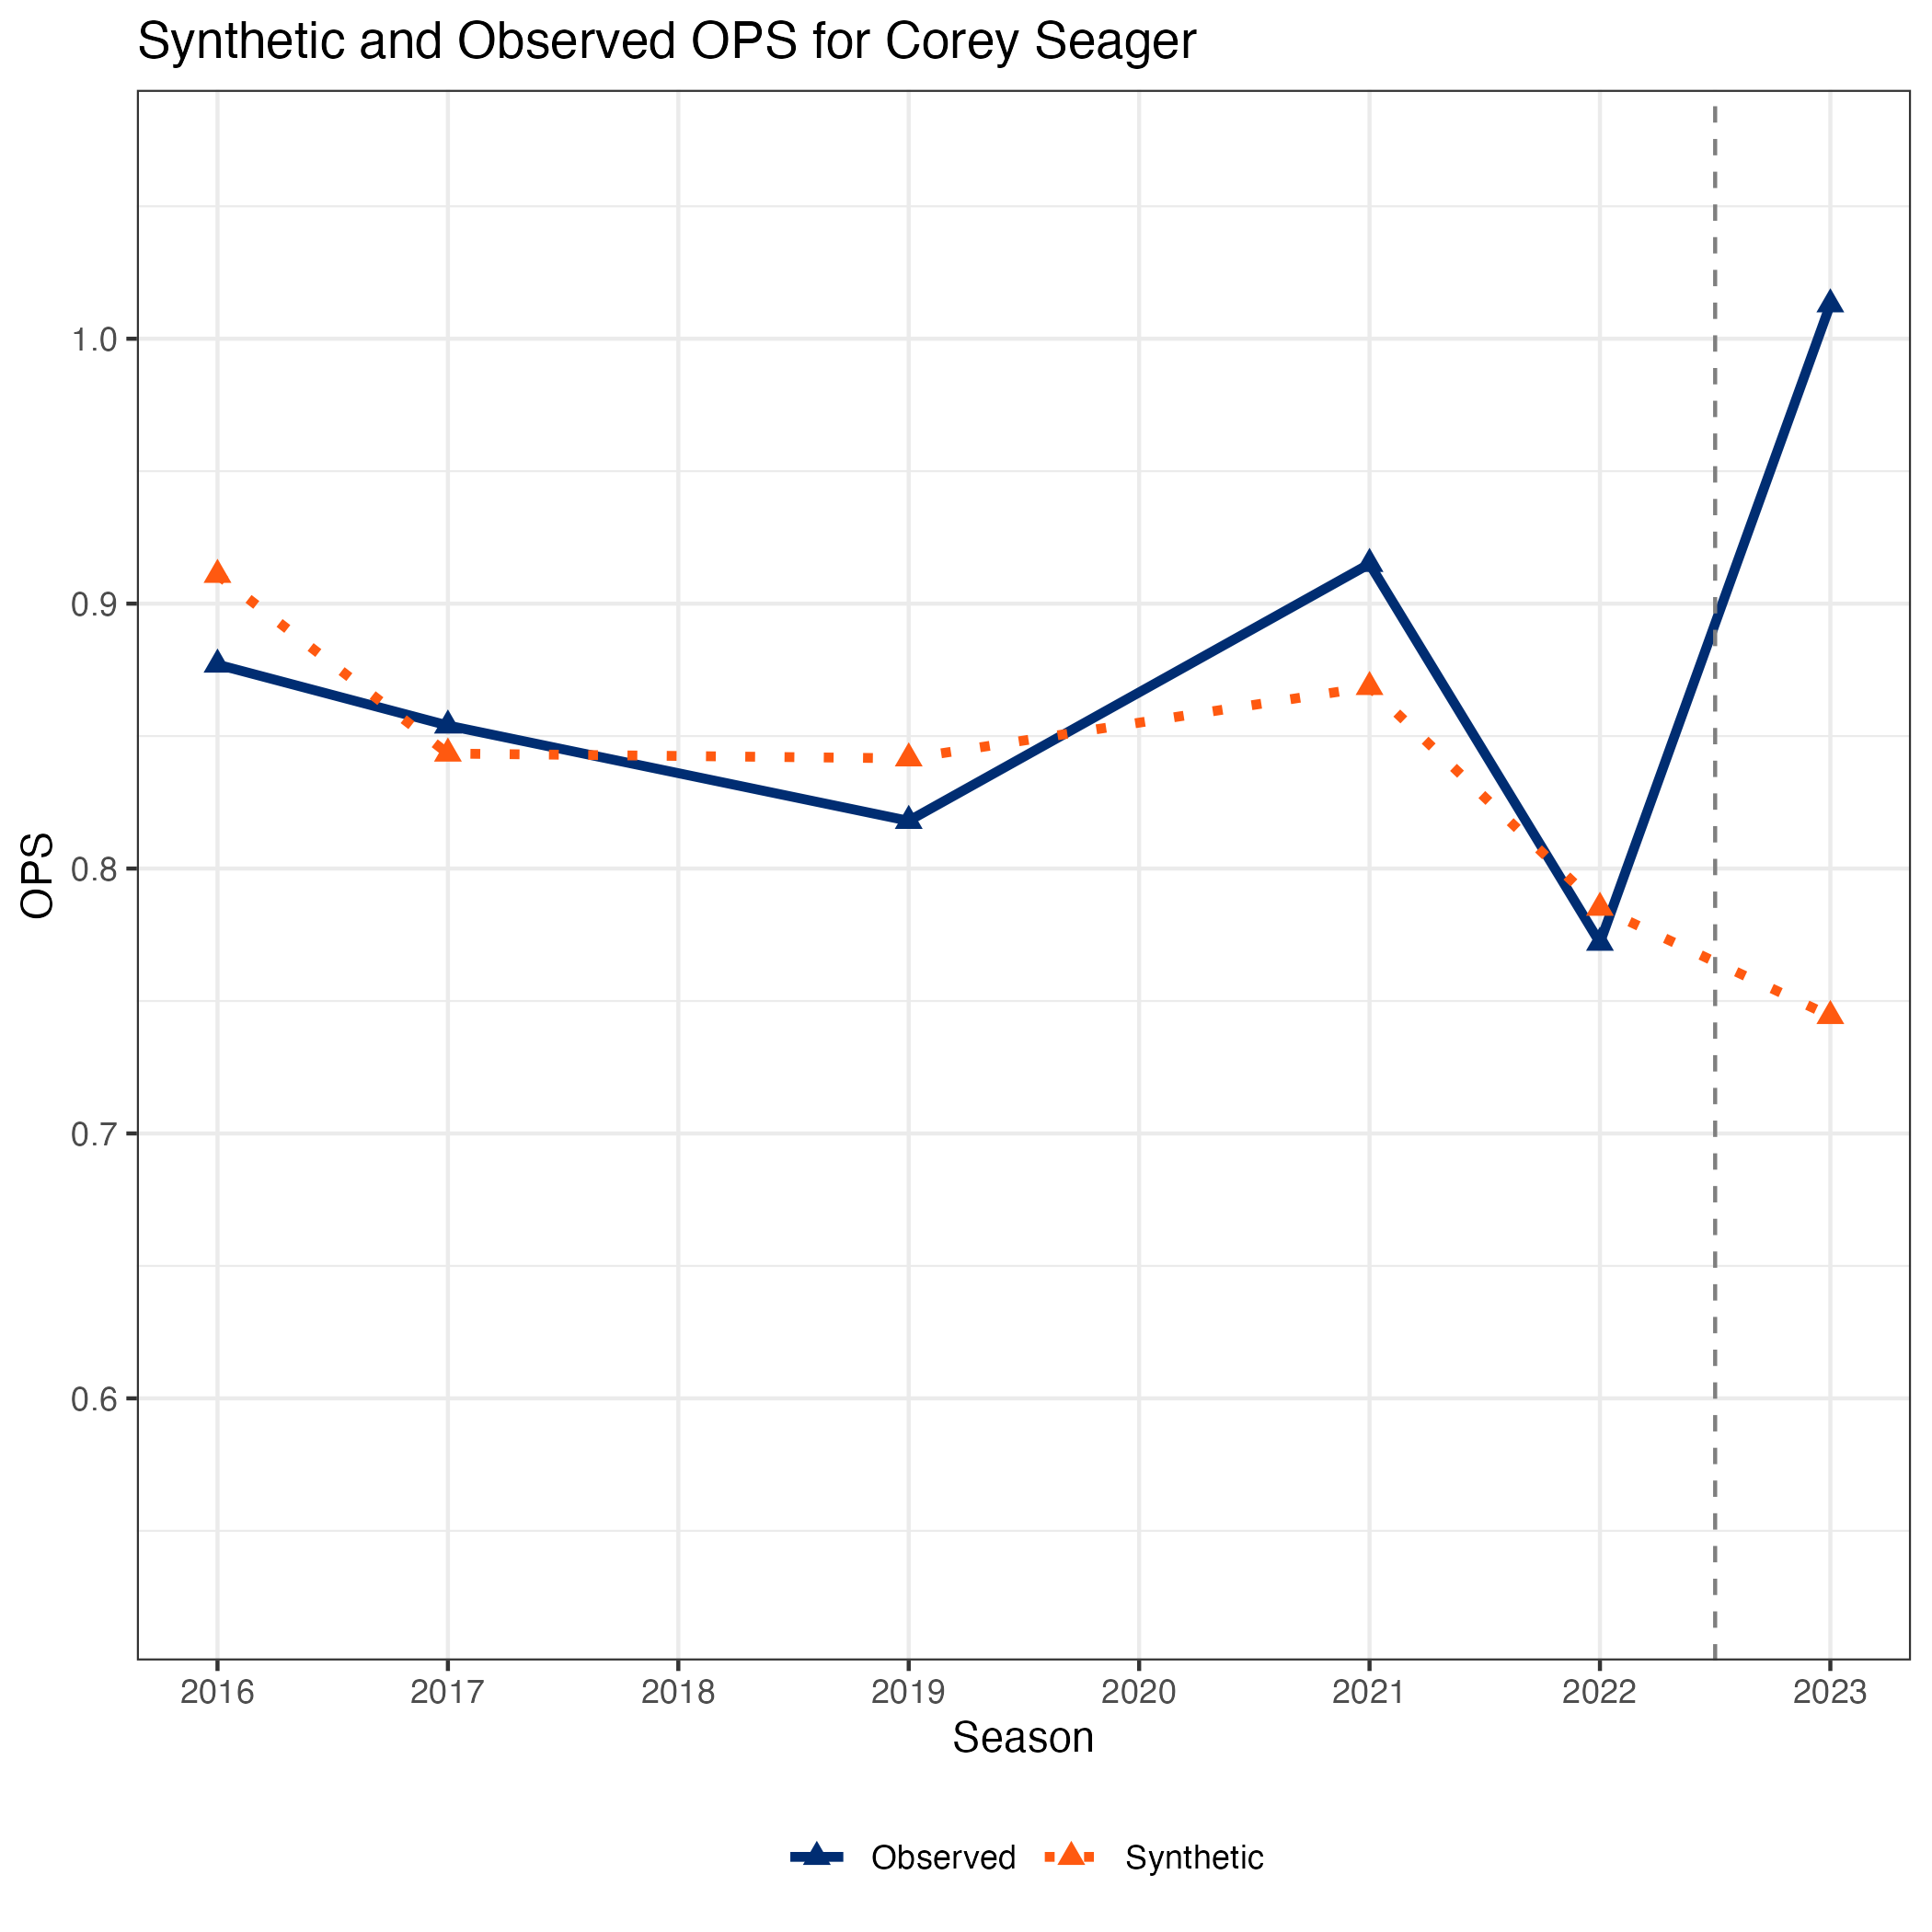 Synthetic and Observed OPS for Corey Seager
1.0
0.9
0.8
0.7
0.6
OPS
2016 2017 2018 2019 2020 2021 2022 2023
Season
Observed Synthetic